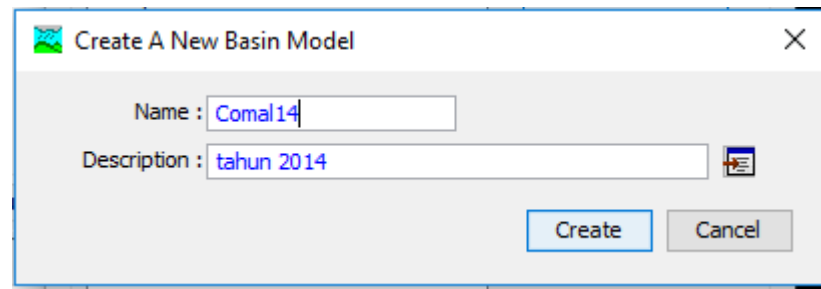 Create A New Basin Model
Name : Comal14
Description : tahun 2014
Create Cancel